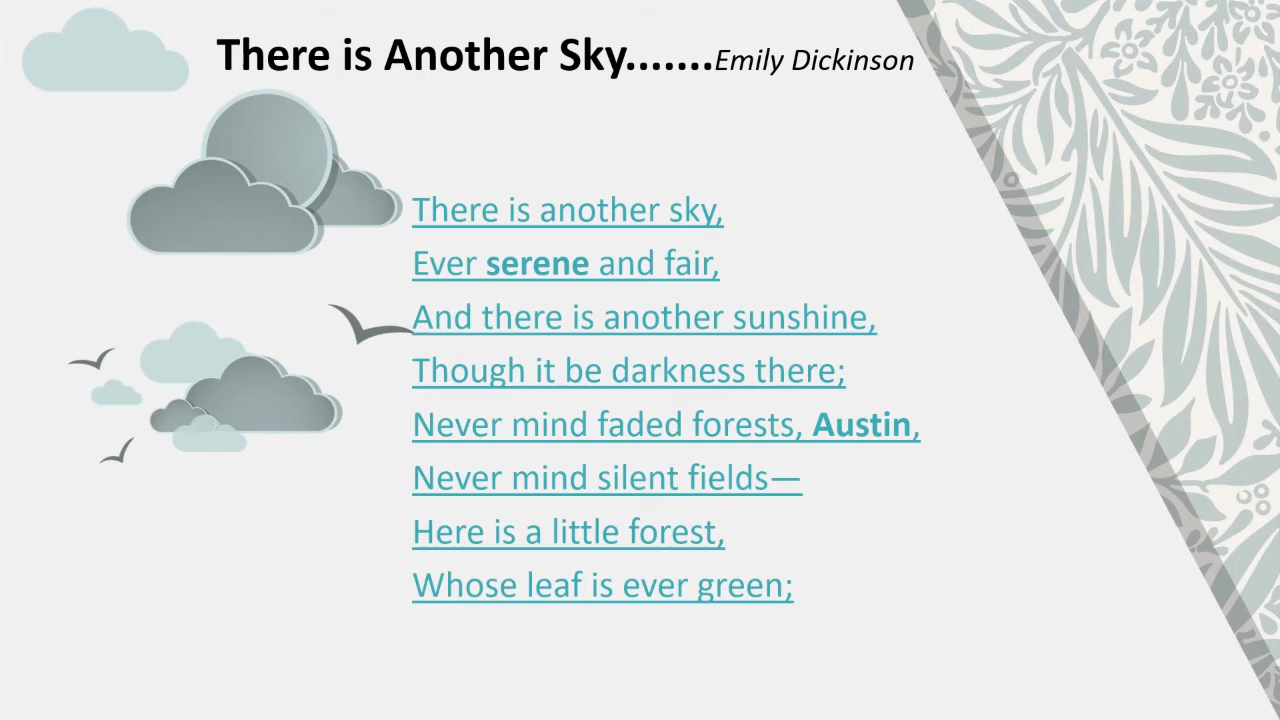 There is Another Sky.......Emily Dickinson
There is another sky,
Ever serene and fair,
And there is another sunshine,
Though it be darkness there;
Never mind faded forests, Austin,
Never mind silent fields—
Here is a little forest,
Whose leaf is ever green;